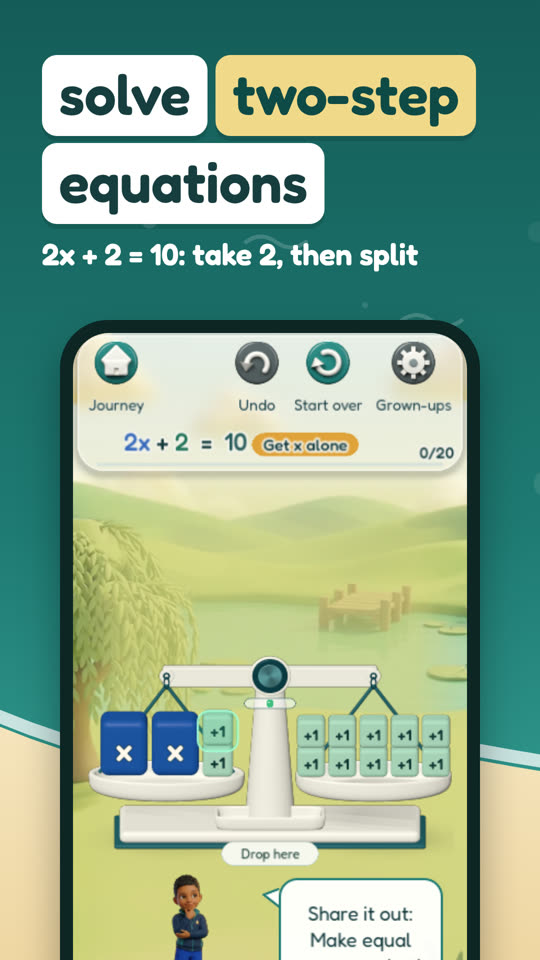 solve two-step
equations
2x + 2 = 10: take 2, then split
Journey Undo Start over Grown-ups
2x + 2 = 10 Get x alone 0/20
+1
+1 +1 +1 +1 +1
x x
+1
+1 +1 +1 +1 +1
Drop here
Share it out:
Make equal